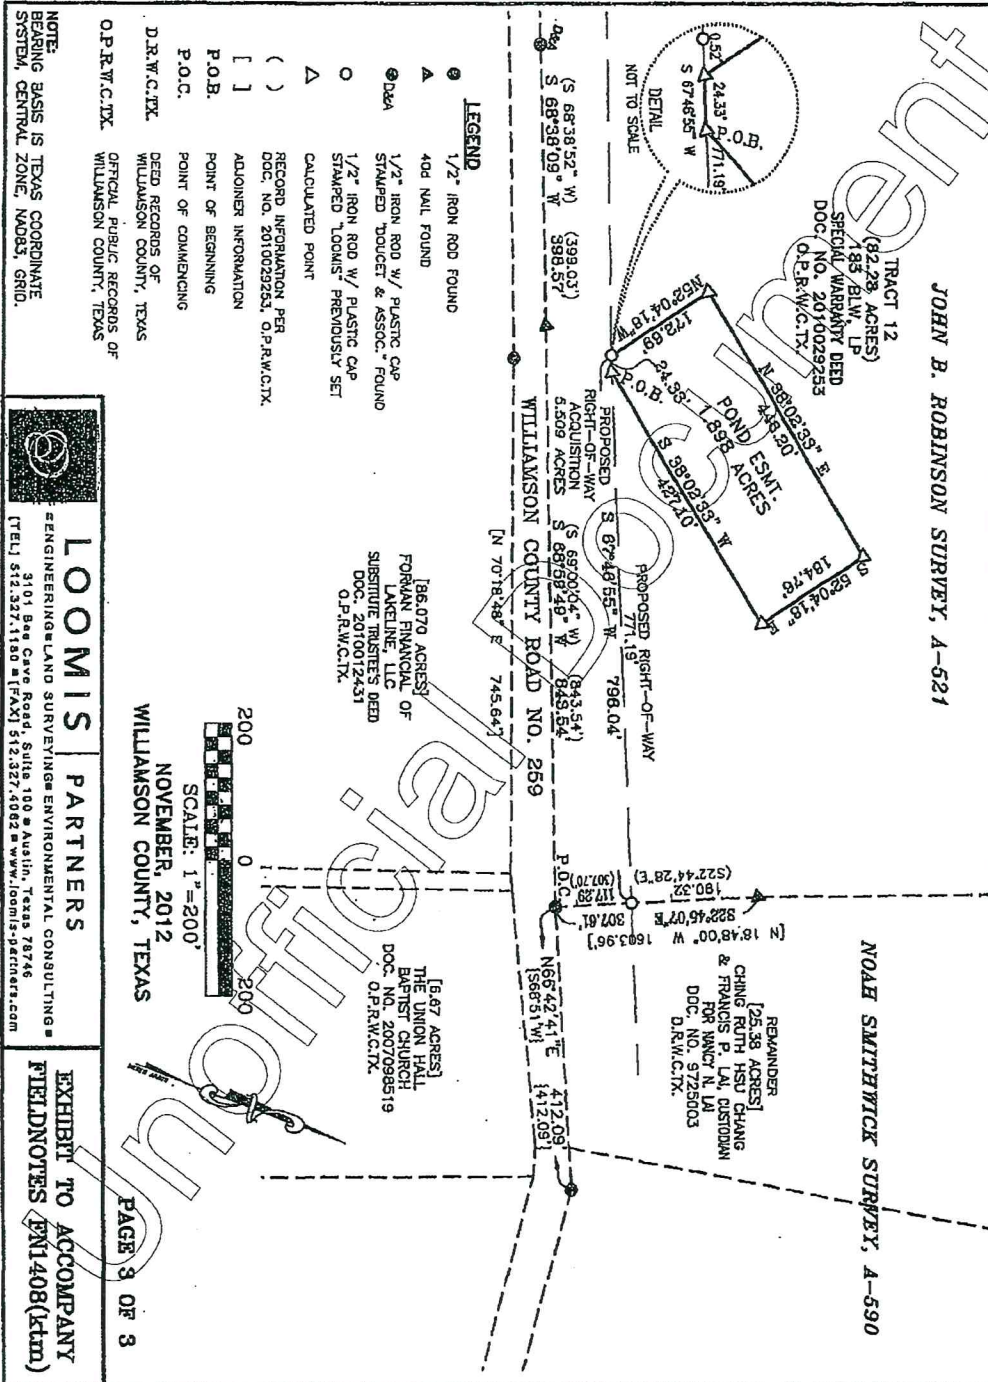 JOHN B. ROBINSON SURVEY, A-521
NOAH SMITHWICK SURVEY, A-590
TRACT 12
(82.28 ACRES)
183 BLW, LP
SPECIAL WARRANTY DEED
DOC. NO. 2010029253
O.P.R.W.C.TX.
0.52'
24.33'
P.O.B.
771.19'
S 67°46'55" W
DETAIL
NOT TO SCALE
N 38°02'33" E
446.20'
N52°04'18"W
172.69'
POND ESMT.
1.898 ACRES
S 38°02'33" W
427.10'
S 52°04'18" E
184.76'
24.33'
P.O.B.
PROPOSED
RIGHT-OF-WAY
ACQUISITION
5.509 ACRES
PROPOSED RIGHT-OF-WAY
771.19'
S 67°46'55" W
796.04'
(S 69°00'04" W) (843.54')
S 68°59'49" W 843.54'
D&A
(S 68°38'52" W) (399.03')
S 68°38'09" W 398.57'
WILLIAMSON COUNTY ROAD NO. 259
[N 70°18'48" E 745.64']
[86.070 ACRES]
FORMAN FINANCIAL OF
LAKELINE, LLC
SUBSTITUTE TRUSTEE'S DEED
DOC. 2010012431
O.P.R.W.C.TX.
P.O.C.
(S22°44'28"E)
190.32'
(307.70')
117.29'
S22°45'07"E
307.61'
[N 18°48'00" W 1603.96']
REMAINDER
[25.38 ACRES]
CHING RUTH HSU CHANG
& FRANCIS P. LAI, CUSTODIAN
FOR NANCY N. LAI
DOC. NO. 9725003
D.R.W.C.TX.
N66°42'41"E 412.09'
[S68°51'W] [412.09']
[6.67 ACRES]
THE UNION HALL
BAPTIST CHURCH
DOC. NO. 2007098519
O.P.R.W.C.TX.
LEGEND
1/2" IRON ROD FOUND
40d NAIL FOUND
D&A 1/2" IRON ROD W/ PLASTIC CAP
STAMPED "DOUCET & ASSOC." FOUND
1/2" IRON ROD W/ PLASTIC CAP
STAMPED "LOOMIS" PREVIOUSLY SET
CALCULATED POINT
( ) RECORD INFORMATION PER
DOC. NO. 2010029253, O.P.R.W.C.TX.
[ ] ADJOINER INFORMATION
P.O.B. POINT OF BEGINNING
P.O.C. POINT OF COMMENCING
D.R.W.C.TX. DEED RECORDS OF
WILLIAMSON COUNTY, TEXAS
O.P.R.W.C.TX. OFFICIAL PUBLIC RECORDS OF
WILLIAMSON COUNTY, TEXAS
NOTE:
BEARING BASIS IS TEXAS COORDINATE
SYSTEM, CENTRAL ZONE, NAD83, GRID.
200 0 200
SCALE: 1"=200'
NOVEMBER, 2012
WILLIAMSON COUNTY, TEXAS
PAGE 3 OF 3
LOOMIS PARTNERS
ENGINEERING LAND SURVEYING ENVIRONMENTAL CONSULTING
3101 Bee Cave Road, Suite 100 Austin, Texas 78746
[TEL] 512.327.1180 [FAX] 512.327.4062 www.loomis-partners.com
EXHIBIT TO ACCOMPANY
FIELDNOTES FN1408(ktm)
Unofficial Document